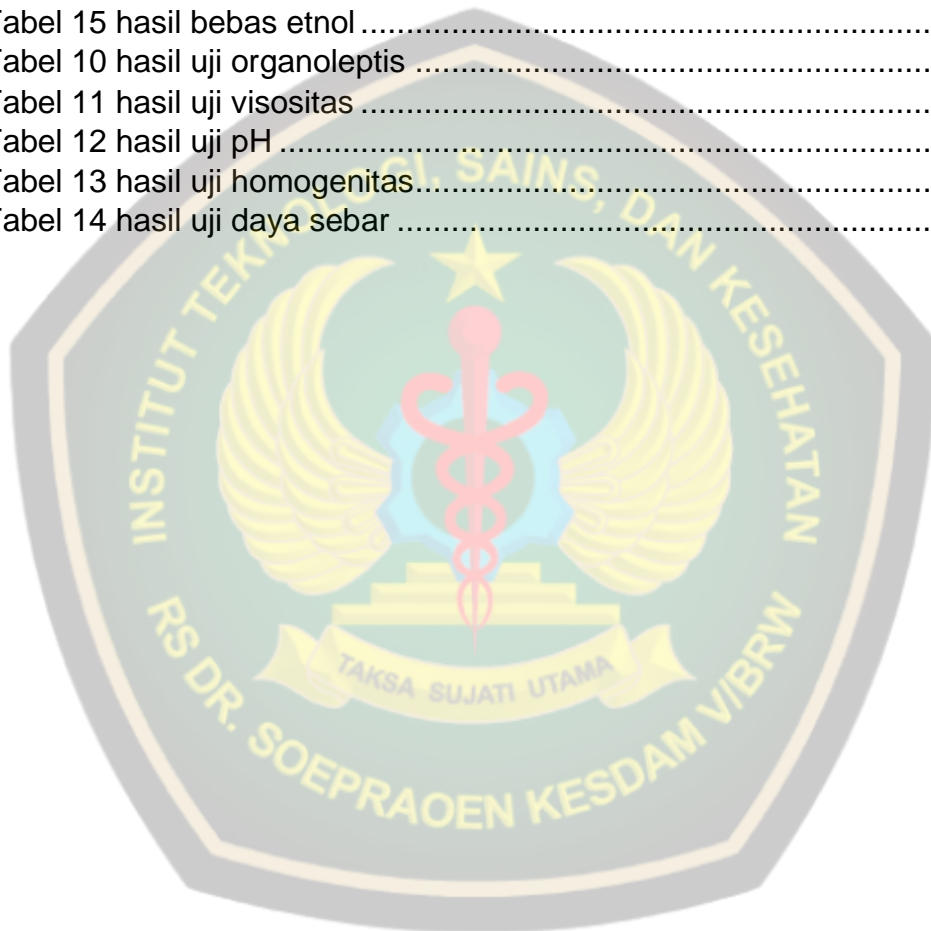 Tabel 15 hasil bebas etnol ................................................................
Tabel 10 hasil uji organoleptis ..........................................................
Tabel 11 hasil uji visositas ................................................................
Tabel 12 hasil uji pH .........................................................................
Tabel 13 hasil uji homogenitas..........................................................
Tabel 14 hasil uji daya sebar ............................................................
INSTITUT TEKNOLOGI, SAINS, DAN KESEHATAN
TAKSA SUJATI UTAMA
RS DR. SOEPRAOEN KESDAM V/BRW